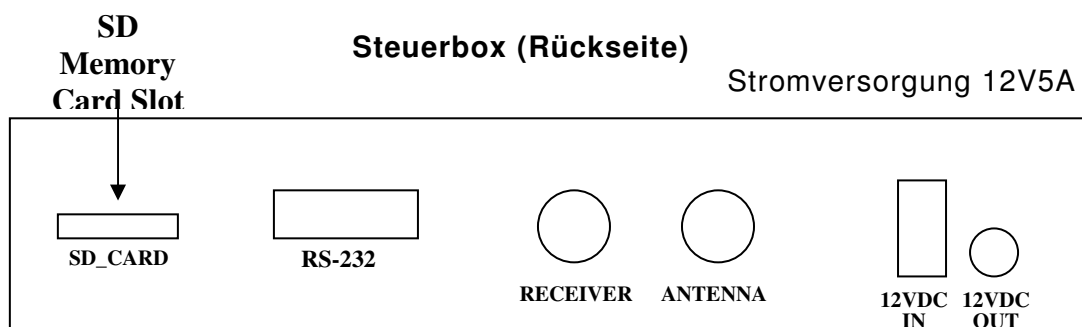 SD
Memory
Card Slot
Steuerbox (Rückseite)
Stromversorgung 12V5A
SD_CARD
RS-232
RECEIVER
ANTENNA
12VDC
IN
12VDC
OUT